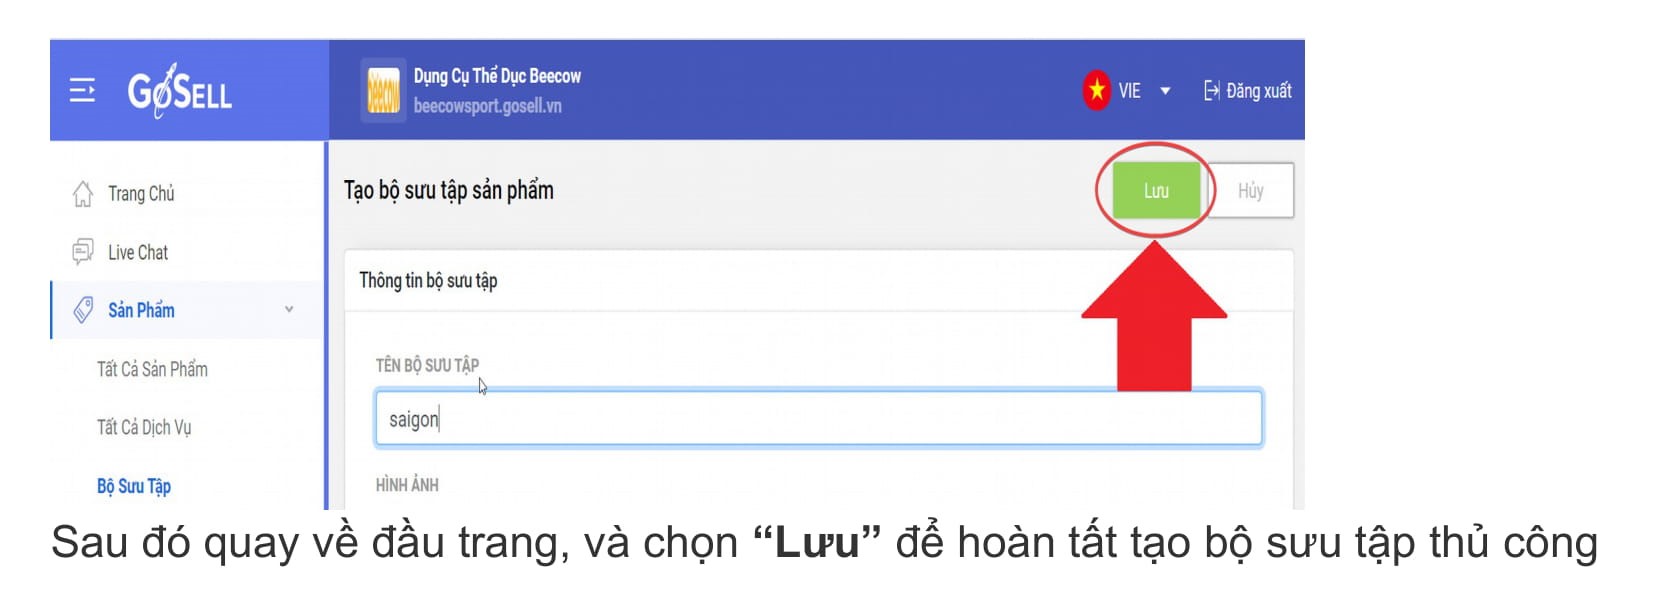 GoSELL
Dụng Cụ Thể Dục Beecow
beecow
beecowsport.gosell.vn
VIE
Đăng xuất
Trang Chủ
Tạo bộ sưu tập sản phẩm
Lưu
Hủy
Live Chat
Thông tin bộ sưu tập
Sản Phẩm
TÊN BỘ SƯU TẬP
Tất Cả Sản Phẩm
saigon
Tất Cả Dịch Vụ
Bộ Sưu Tập
HÌNH ẢNH
Sau đó quay về đầu trang, và chọn “Lưu” để hoàn tất tạo bộ sưu tập thủ công